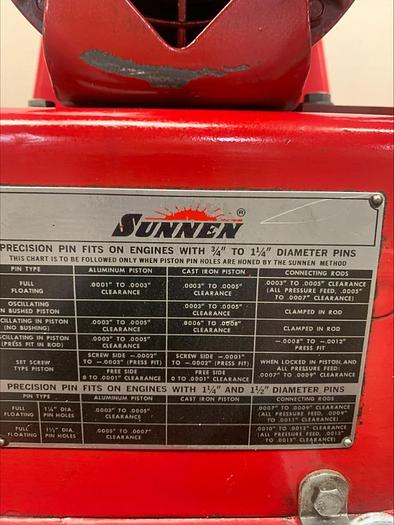 SUNNEN ®
PRECISION PIN FITS ON ENGINES WITH ¾" TO 1¼" DIAMETER PINS
THIS CHART IS TO BE FOLLOWED ONLY WHEN PISTON PIN HOLES ARE HONED BY THE SUNNEN METHOD
PIN TYPE ALUMINUM PISTON CAST IRON PISTON CONNECTING RODS
FULL FLOATING .0001" TO .0003" CLEARANCE .0003" TO .0005" CLEARANCE .0003" TO .0005" CLEARANCE (ALL PRESSURE FEED, .0005" TO .0007" CLEARANCE)
OSCILLATING IN BUSHED PISTON .0003" TO .0005" CLEARANCE CLAMPED IN ROD
OSCILLATING IN PISTON (NO BUSHING) .0003" TO .0005" CLEARANCE .0006" TO .0008" CLEARANCE CLAMPED IN ROD
OSCILLATING IN PISTON (PRESS FIT IN ROD) .0003" TO .0005" CLEARANCE —.0008" TO —.0012" PRESS FIT
SET SCREW TYPE PISTON SCREW SIDE —.0002" TO —.0003" (PRESS FIT) SCREW SIDE —.0001" TO —.0002" (PRESS FIT) WHEN LOCKED IN PISTON, AND ALL PRESSURE FEED: .0007" TO .0009" CLEARANCE
FREE SIDE 0 TO .0001" CLEARANCE FREE SIDE 0 TO .0001" CLEARANCE
PRECISION PIN FITS ON ENGINES WITH 1¼" AND 1½" DIAMETER PINS
PIN TYPE ALUMINUM PISTON CAST IRON PISTON CONNECTING RODS
FULL FLOATING 1¼" DIA. PIN HOLES .0003" TO .0005" CLEARANCE .0007" TO .0009" CLEARANCE (ALL PRESSURE FEED, .0009" TO .0011" CLEARANCE)
FULL FLOATING 1½" DIA. PIN HOLES .0005" TO .0007" CLEARANCE .0010" TO .0012" CLEARANCE (ALL PRESSURE FEED, .0013" TO .0015" CLEARANCE)